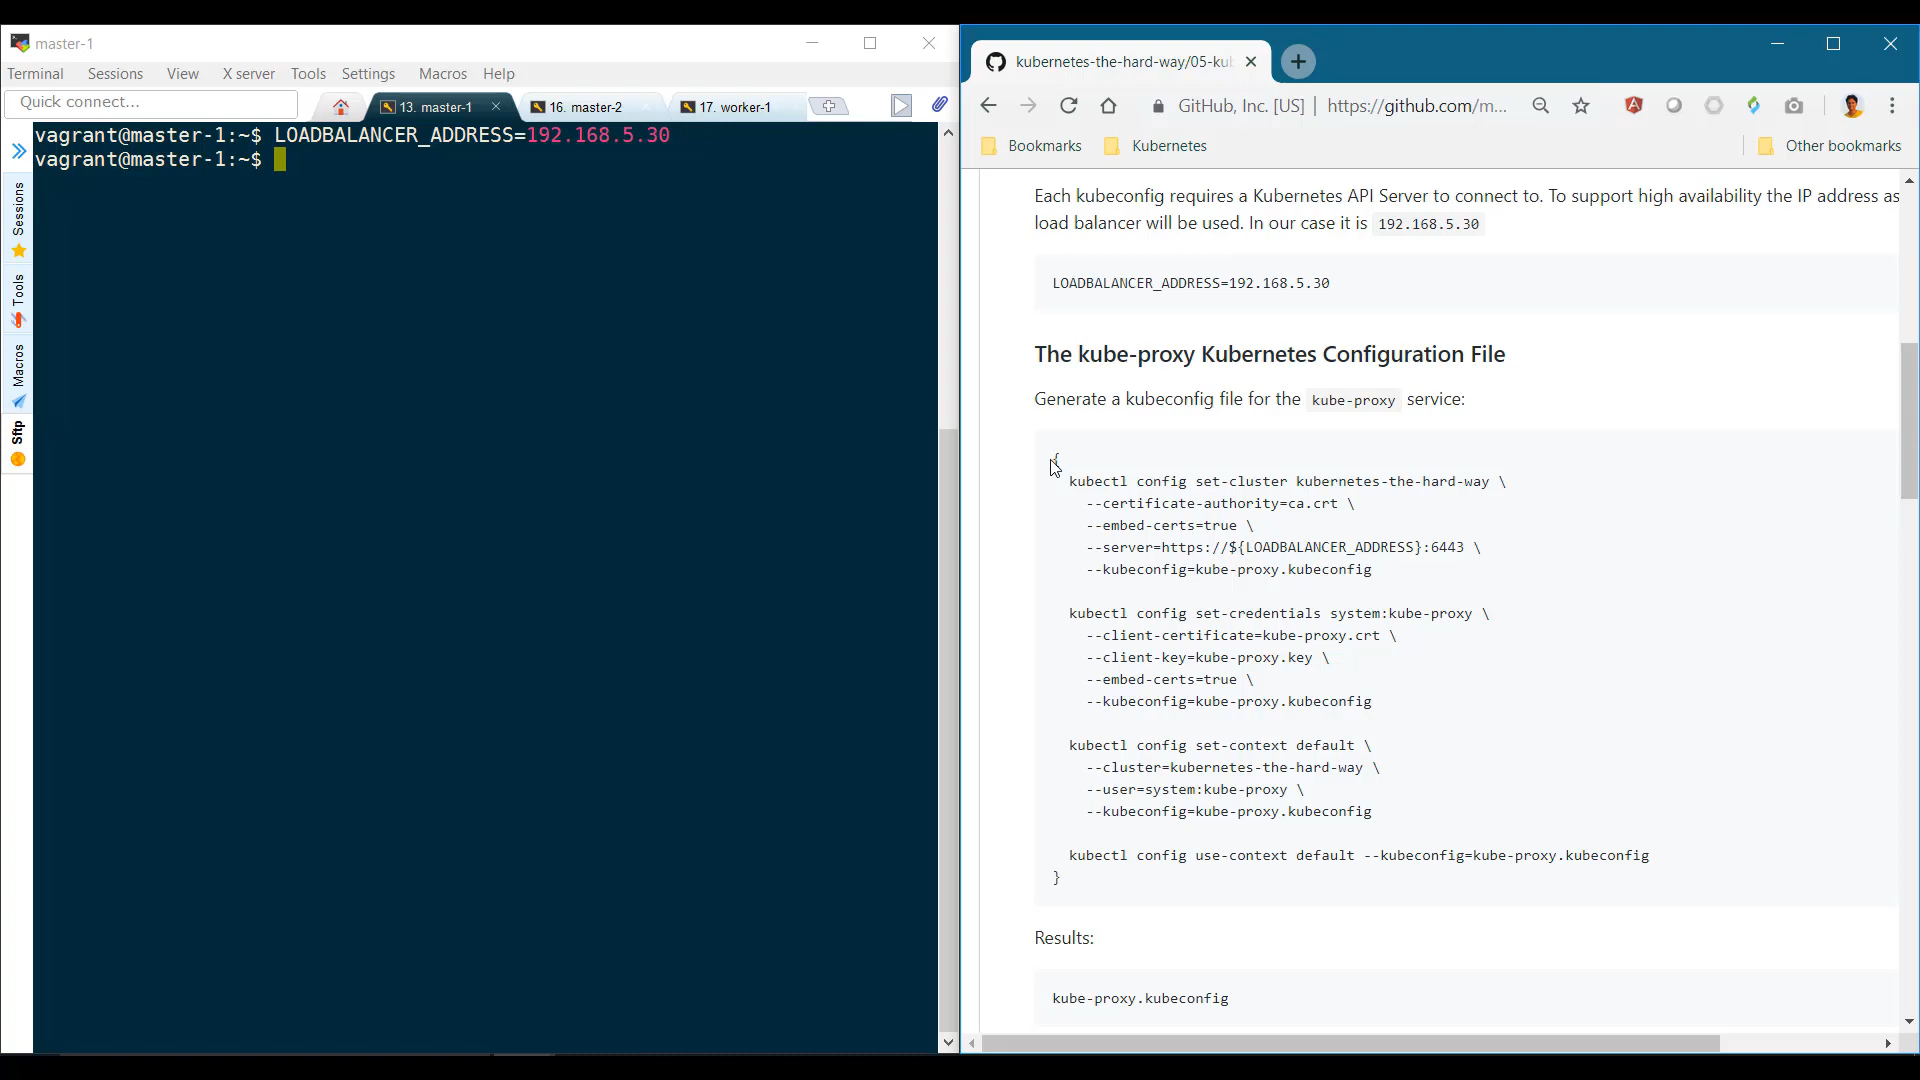 master-1
Terminal Sessions View X server Tools Settings Macros Help
Quick connect...
13. master-1
16. master-2
17. worker-1
vagrant@master-1:~$ LOADBALANCER_ADDRESS=192.168.5.30
vagrant@master-1:~$
Sessions
Tools
Macros
Sftp
kubernetes-the-hard-way/05-kub
GitHub, Inc. [US] | https://github.com/m...
Bookmarks
Kubernetes
Other bookmarks
Each kubeconfig requires a Kubernetes API Server to connect to. To support high availability the IP address as
load balancer will be used. In our case it is 192.168.5.30
LOADBALANCER_ADDRESS=192.168.5.30
The kube-proxy Kubernetes Configuration File
Generate a kubeconfig file for the kube-proxy service:
{
kubectl config set-cluster kubernetes-the-hard-way \
--certificate-authority=ca.crt \
--embed-certs=true \
--server=https://${LOADBALANCER_ADDRESS}:6443 \
--kubeconfig=kube-proxy.kubeconfig
kubectl config set-credentials system:kube-proxy \
--client-certificate=kube-proxy.crt \
--client-key=kube-proxy.key \
--embed-certs=true \
--kubeconfig=kube-proxy.kubeconfig
kubectl config set-context default \
--cluster=kubernetes-the-hard-way \
--user=system:kube-proxy \
--kubeconfig=kube-proxy.kubeconfig
kubectl config use-context default --kubeconfig=kube-proxy.kubeconfig
}
Results:
kube-proxy.kubeconfig